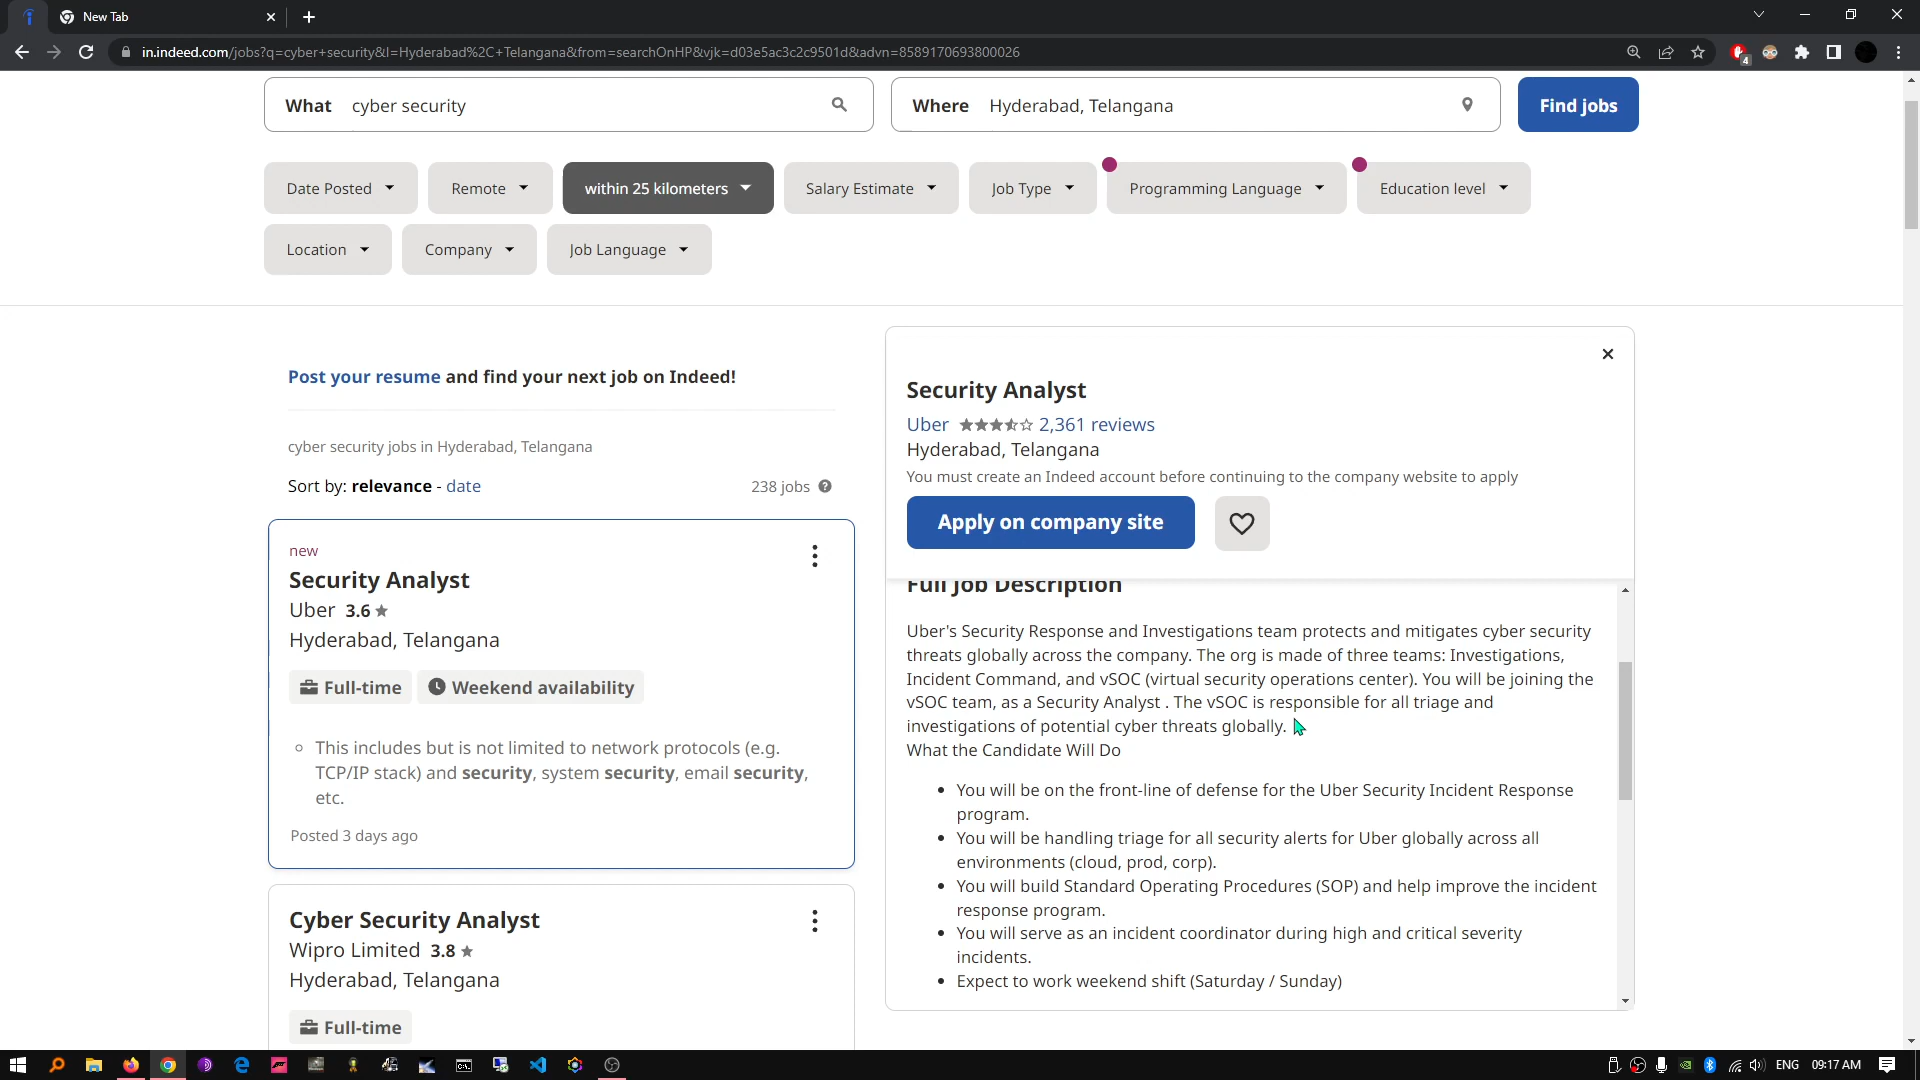 New Tab
in.indeed.com/jobs?q=cyber+security&l=Hyderabad%2C+Telangana&from=searchOnHP&vjk=d03e5ac3c2c9501d&advn=8589170693800026
4
What cyber security
Where Hyderabad, Telangana
Find jobs
Date Posted
Remote
within 25 kilometers
Salary Estimate
Job Type
Programming Language
Education level
Location
Company
Job Language
Post your resume and find your next job on Indeed!
cyber security jobs in Hyderabad, Telangana
Sort by: relevance - date
238 jobs
new
Security Analyst
Uber 3.6
Hyderabad, Telangana
Full-time
Weekend availability
This includes but is not limited to network protocols (e.g.
TCP/IP stack) and security, system security, email security,
etc.
Posted 3 days ago
Cyber Security Analyst
Wipro Limited 3.8
Hyderabad, Telangana
Full-time
Security Analyst
Uber 2,361 reviews
Hyderabad, Telangana
You must create an Indeed account before continuing to the company website to apply
Apply on company site
Full Job Description
Uber's Security Response and Investigations team protects and mitigates cyber security
threats globally across the company. The org is made of three teams: Investigations,
Incident Command, and vSOC (virtual security operations center). You will be joining the
vSOC team, as a Security Analyst . The vSOC is responsible for all triage and
investigations of potential cyber threats globally.
What the Candidate Will Do
You will be on the front-line of defense for the Uber Security Incident Response
program.
You will be handling triage for all security alerts for Uber globally across all
environments (cloud, prod, corp).
You will build Standard Operating Procedures (SOP) and help improve the incident
response program.
You will serve as an incident coordinator during high and critical severity
incidents.
Expect to work weekend shift (Saturday / Sunday)
ENG
09:17 AM